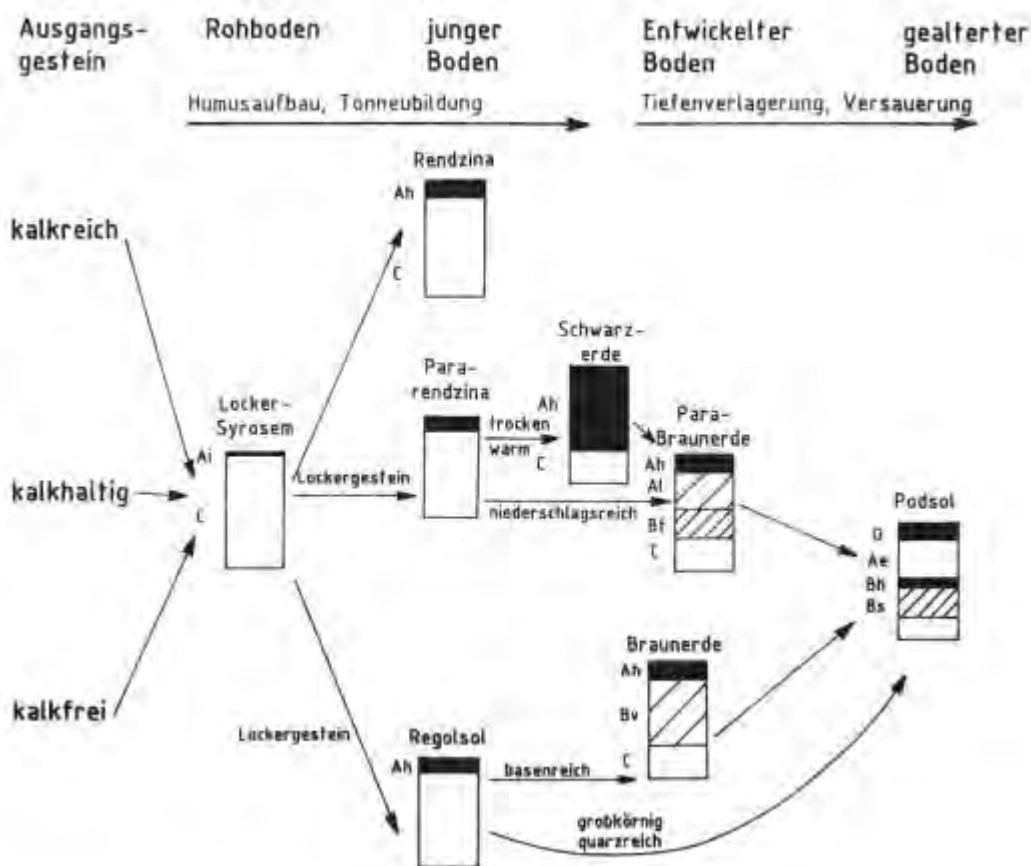 Ausgangs-
gestein
Rohboden
junger
Boden
Entwickelter
Boden
gealterter
Boden
Humusaufbau, Tonneubildung
Tiefenverlagerung, Versauerung
Rendzina
Ah
C
kalkreich
Schwarz-
erde
Ah
C
Para-
rendzina
trocken
warm
Locker-
Syrosem
Ai
C
Lockergestein
kalkhaltig
niederschlagsreich
Para-
Braunerde
Ah
Al
Bt
C
Podsol
O
Ae
Bh
Bs
Braunerde
Ah
Bv
C
kalkfrei
Lockergestein
Regolsol
Ah
basenreich
grobkörnig
quarzreich